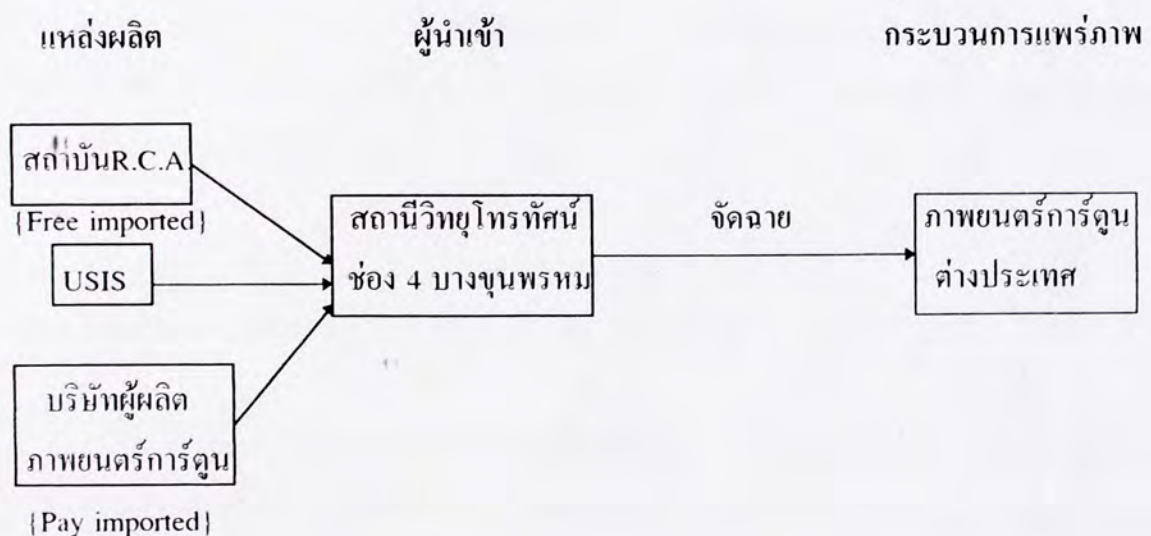 แหล่งผลิต ผู้นำเข้า กระบวนการแพร่ภาพ
สถาบันR.C.A
{Free imported}
USIS
บริษัทผู้ผลิต
ภาพยนตร์การ์ตูน
{Pay imported}
สถานีวิทยุโทรทัศน์
ช่อง 4 บางขุนพรหม
จัดฉาย
ภาพยนตร์การ์ตูน
ต่างประเทศ